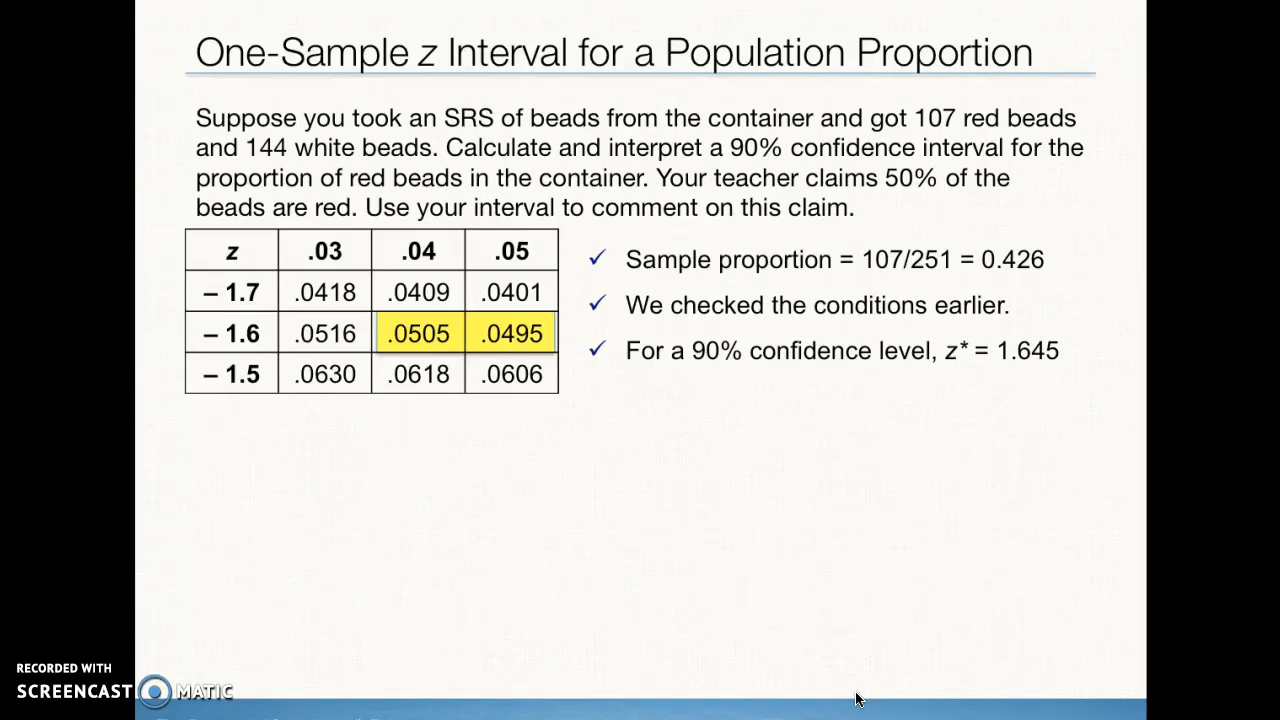 One-Sample z Interval for a Population Proportion
Suppose you took an SRS of beads from the container and got 107 red beads
and 144 white beads. Calculate and interpret a 90% confidence interval for the
proportion of red beads in the container. Your teacher claims 50% of the
beads are red. Use your interval to comment on this claim.
z .03 .04 .05
– 1.7 .0418 .0409 .0401
– 1.6 .0516 .0505 .0495
– 1.5 .0630 .0618 .0606
✓ Sample proportion = 107/251 = 0.426
✓ We checked the conditions earlier.
✓ For a 90% confidence level, z* = 1.645
RECORDED WITH
SCREENCAST MATIC